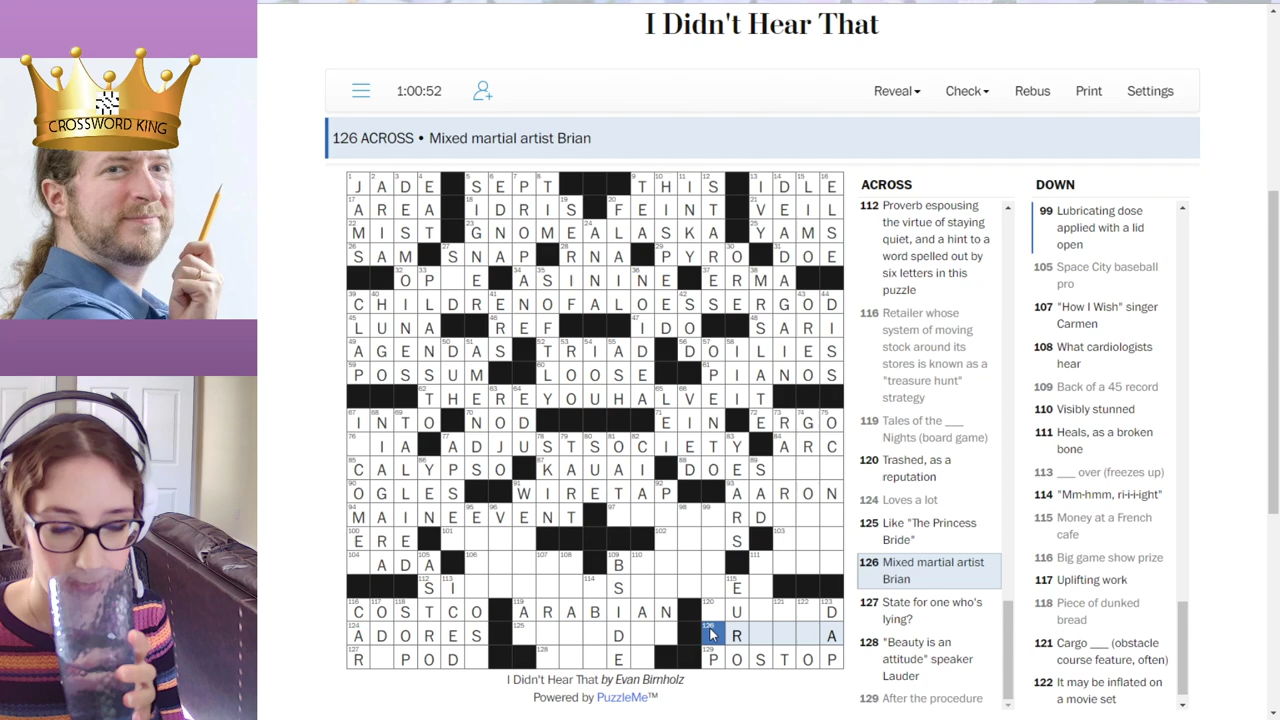 I Didn't Hear That
CROSSWORD KING
1:00:52
Reveal
Check
Rebus
Print
Settings
126 ACROSS • Mixed martial artist Brian
J A D E S E P T T H I S I D L E
A R E A I D R I S F E I N T V E I L
M I S T G N O M E A L A S K A Y A M S
S A M S N A P R N A P Y R O D O E
O P E A S I N I N E E R M A
C H I L D R E N O F A L O E S S E R G O D
L U N A R E F I D O S A R I
A G E N D A S T R I A D D O I L I E S
P O S S U M L O O S E P I A N O S
T H E R E Y O U H A L V E I T
I N T O N O D E I N E R G O
I A A D J U S T S O C I E T Y A R C
C A L Y P S O K A U A I D O E S
O G L E S W I R E T A P A A R O N
M A I N E E V E N T R D
E R E S
A D A B
S I S E
C O S T C O A R A B I A N U D
A D O R E S D R A
R P O D E P O S T O P
I Didn't Hear That by Evan Birnholz
Powered by PuzzleMe™
ACROSS
112 Proverb espousing
the virtue of staying
quiet, and a hint to a
word spelled out by
six letters in this
puzzle
116 Retailer whose
system of moving
stock around its
stores is known as a
"treasure hunt"
strategy
119 Tales of the ___
Nights (board game)
120 Trashed, as a
reputation
124 Loves a lot
125 Like "The Princess
Bride"
126 Mixed martial artist
Brian
127 State for one who's
lying?
128 "Beauty is an
attitude" speaker
Lauder
129 After the procedure
DOWN
99 Lubricating dose
applied with a lid
open
105 Space City baseball
pro
107 "How I Wish" singer
Carmen
108 What cardiologists
hear
109 Back of a 45 record
110 Visibly stunned
111 Heals, as a broken
bone
113 ___ over (freezes up)
114 "Mm-hmm, ri-i-i-ight"
115 Money at a French
cafe
116 Big game show prize
117 Uplifting work
118 Piece of dunked
bread
121 Cargo ___ (obstacle
course feature, often)
122 It may be inflated on
a movie set